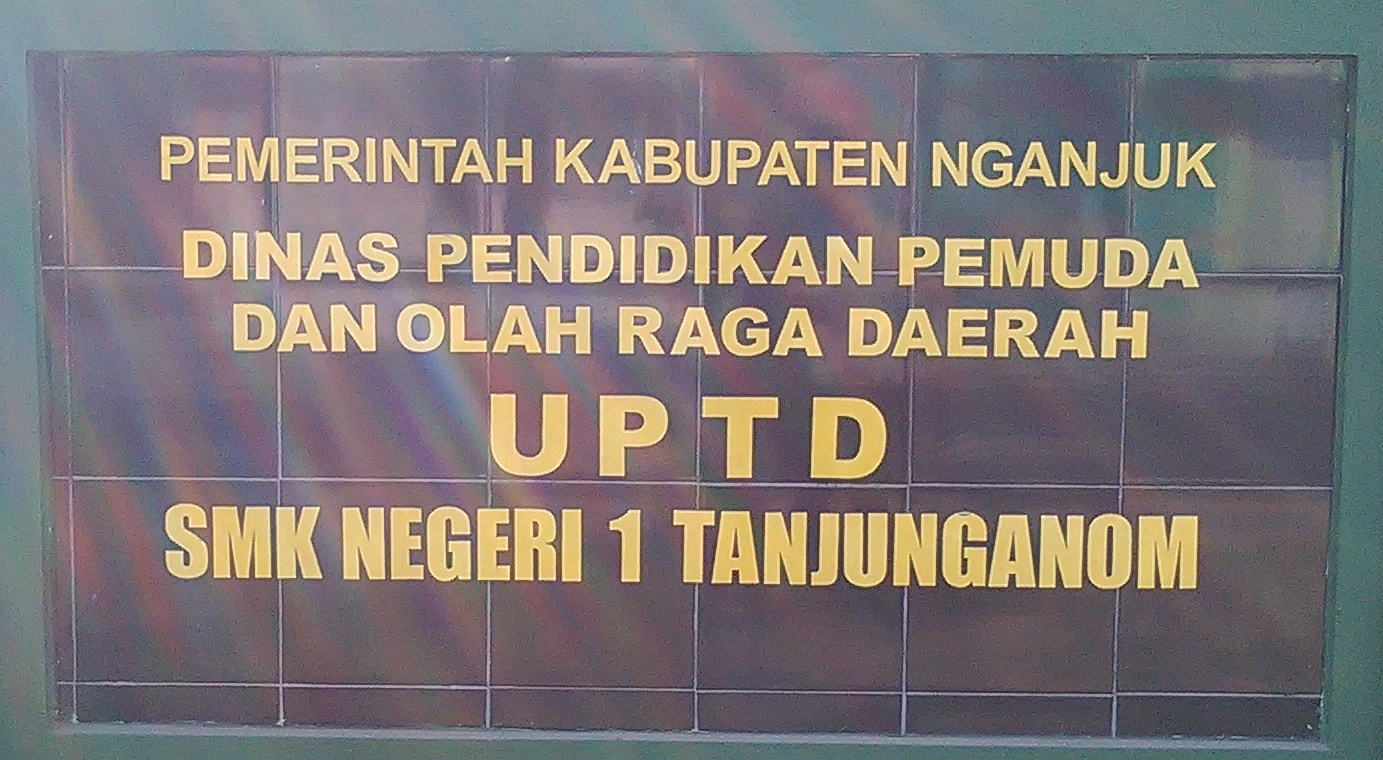 PEMERINTAH KABUPATEN NGANJUK
DINAS PENDIDIKAN PEMUDA
DAN OLAH RAGA DAERAH
UPTD
SMK NEGERI 1 TANJUNGANOM